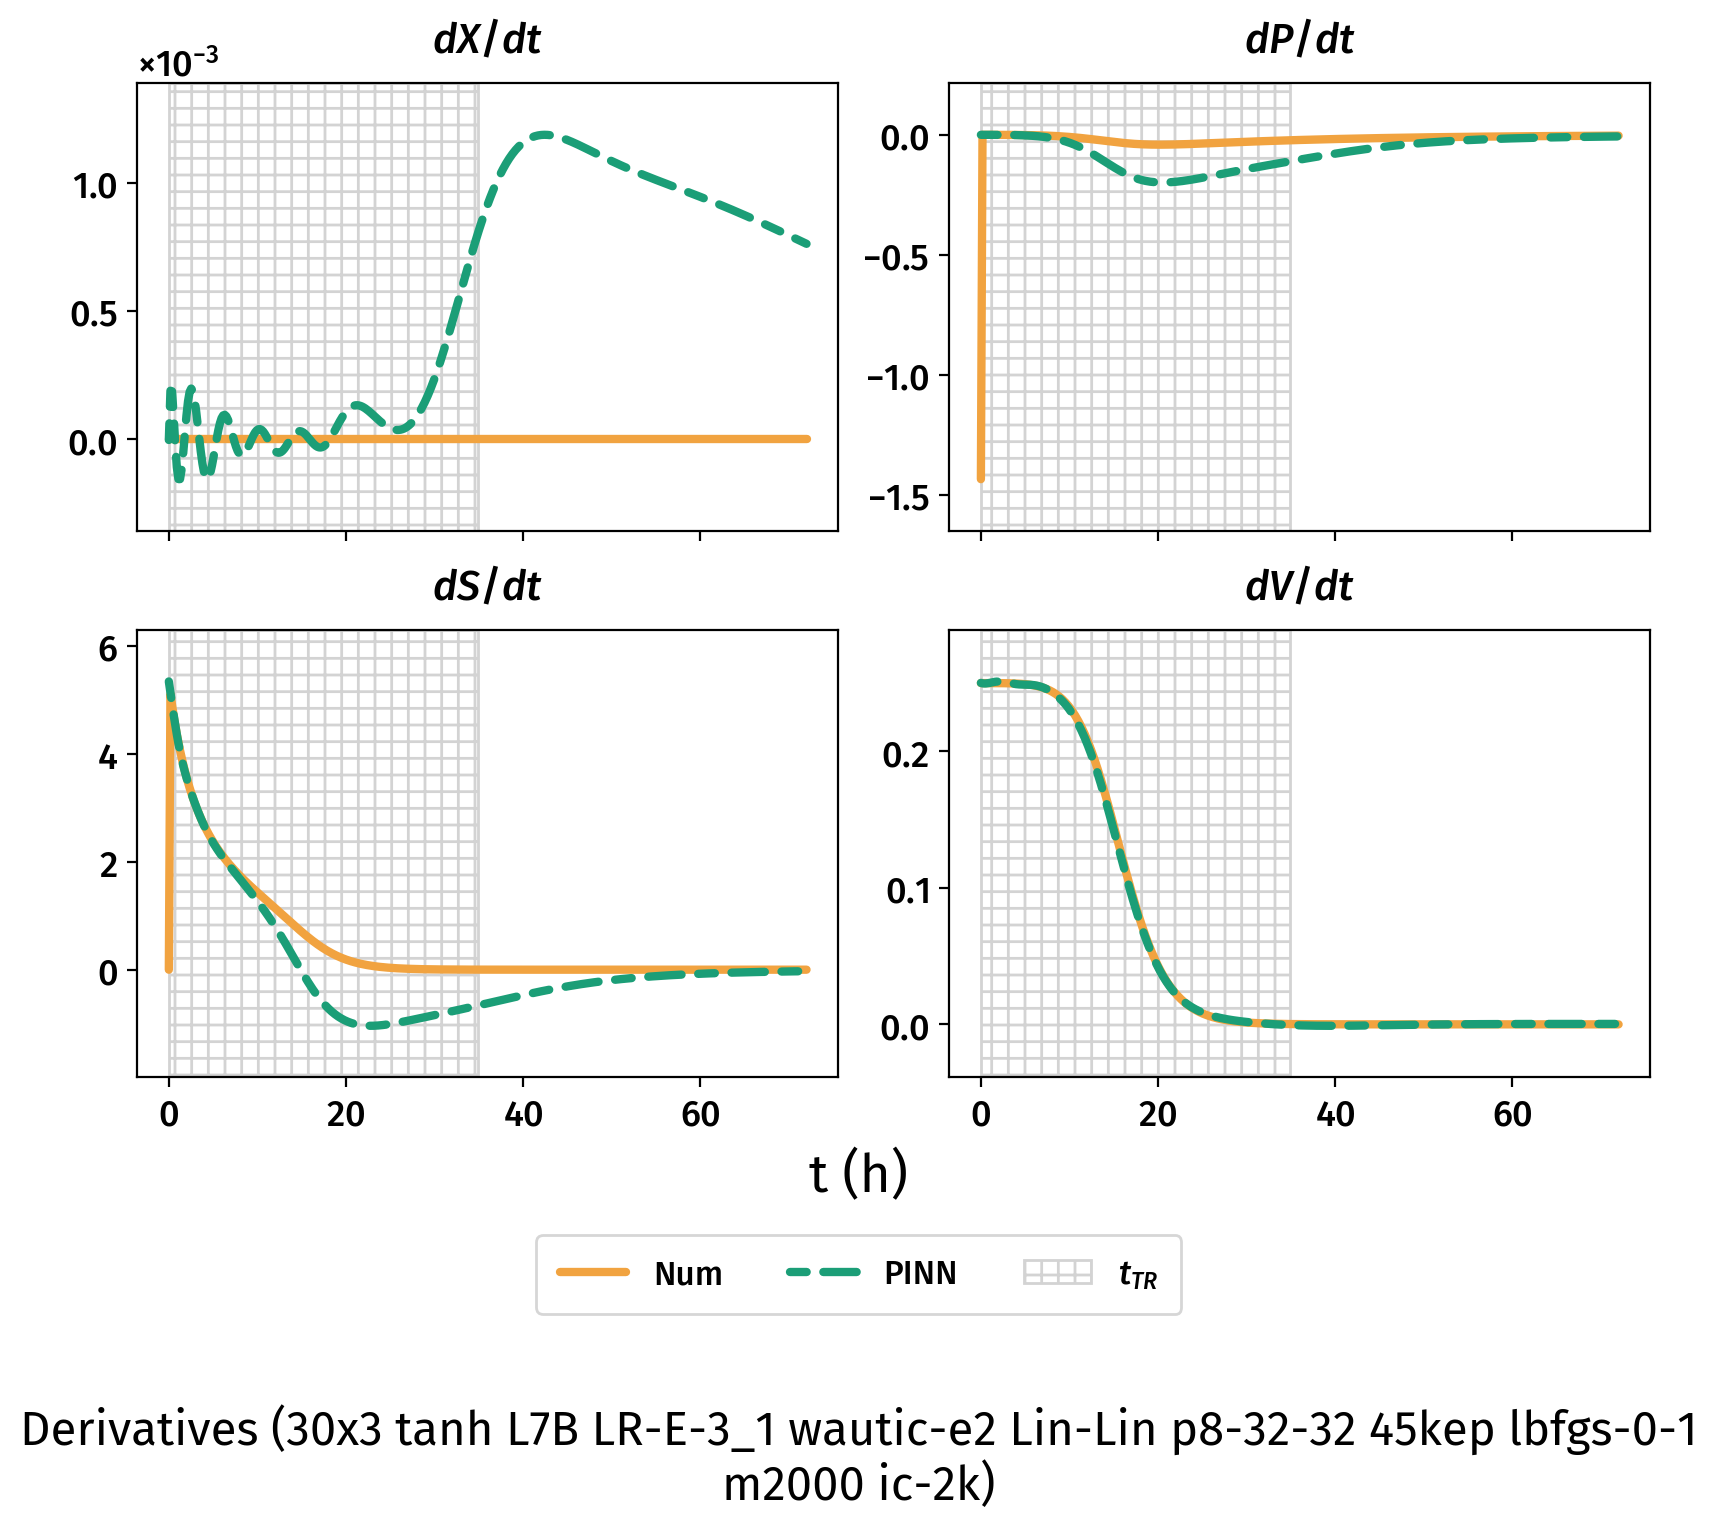 dX/dt
×10⁻³
1.0
0.5
0.0
dP/dt
0.0
−0.5
−1.0
−1.5
dS/dt
6
4
2
0
0 20 40 60
dV/dt
0.2
0.1
0.0
0 20 40 60
t (h)
Num PINN t_TR
Derivatives (30x3 tanh L7B LR-E-3_1 wautic-e2 Lin-Lin p8-32-32 45kep lbfgs-0-1
m2000 ic-2k)